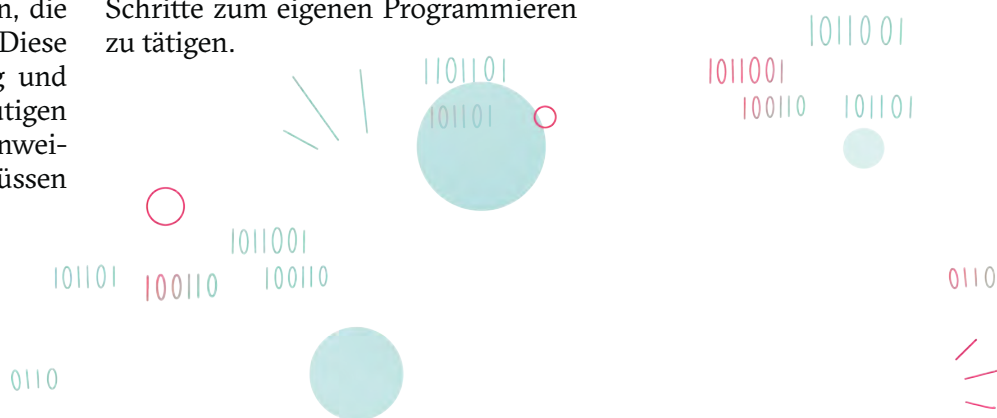 n, die
Diese
g und
utigen
nwei-
üssen
Schritte zum eigenen Programmieren
zu tätigen.
1011001
1101101
1011001
101101
100110
101101
1011001
101101
100110
100110
0110
0110